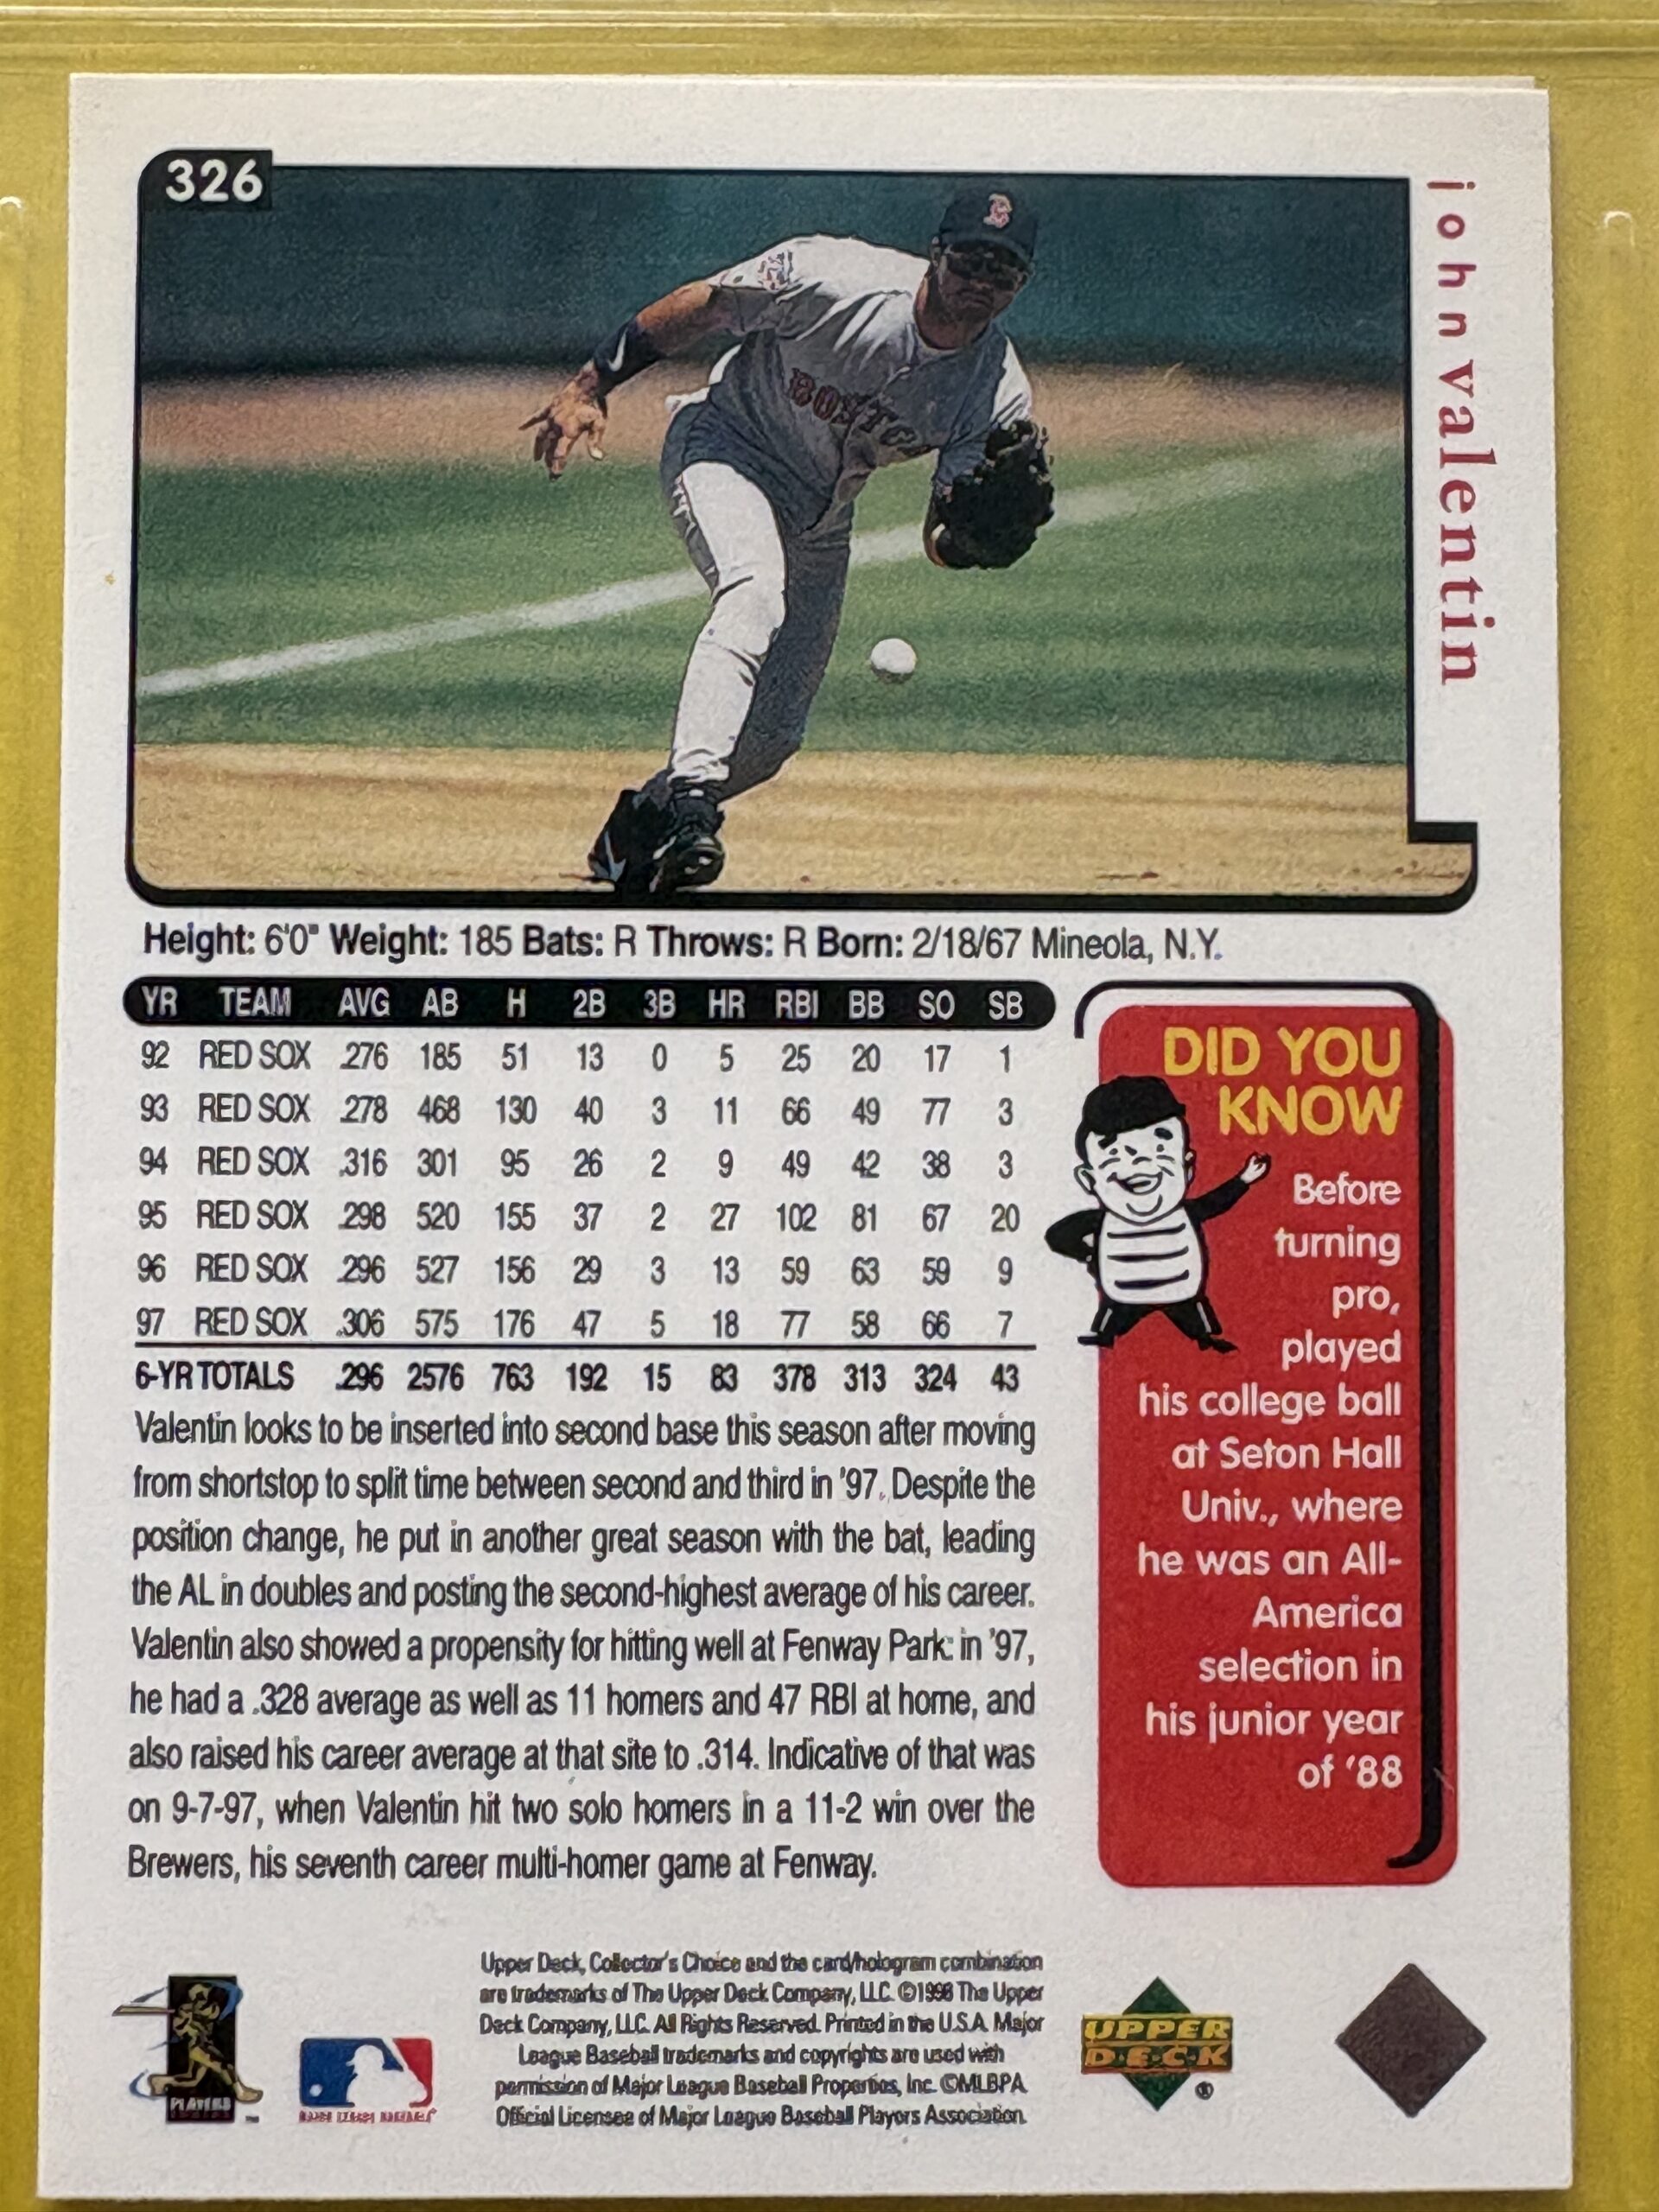 326
john valentin
BOSTO
Height: 6'0" Weight: 185 Bats: R Throws: R Born: 2/18/67 Mineola, N.Y.
YR TEAM AVG AB H 2B 3B HR RBI BB SO SB
92 RED SOX .276 185 51 13 0 5 25 20 17 1
93 RED SOX .278 468 130 40 3 11 66 49 77 3
94 RED SOX .316 301 95 26 2 9 49 42 38 3
95 RED SOX .298 520 155 37 2 27 102 81 67 20
96 RED SOX .296 527 156 29 3 13 59 63 59 9
97 RED SOX .306 575 176 47 5 18 77 58 66 7
6-YR TOTALS .296 2576 763 192 15 83 378 313 324 43
Valentin looks to be inserted into second base this season after moving
from shortstop to split time between second and third in '97. Despite the
position change, he put in another great season with the bat, leading
the AL in doubles and posting the second-highest average of his career.
Valentin also showed a propensity for hitting well at Fenway Park: in '97,
he had a .328 average as well as 11 homers and 47 RBI at home, and
also raised his career average at that site to .314. Indicative of that was
on 9-7-97, when Valentin hit two solo homers in a 11-2 win over the
Brewers, his seventh career multi-homer game at Fenway.
DID YOU
KNOW
Before
turning
pro,
played
his college ball
at Seton Hall
Univ., where
he was an All-
America
selection in
his junior year
of '88
PLAYERS
™
MAJOR LEAGUE BASEBALL
Upper Deck, Collector's Choice and the card/hologram combination
are trademarks of The Upper Deck Company, LLC. ©1998 The Upper
Deck Company, LLC. All Rights Reserved. Printed in the U.S.A. Major
League Baseball trademarks and copyrights are used with
permission of Major League Baseball Properties, Inc. ©MLBPA
Official Licensee of Major League Baseball Players Association.
UPPER
D·E·C·K
®